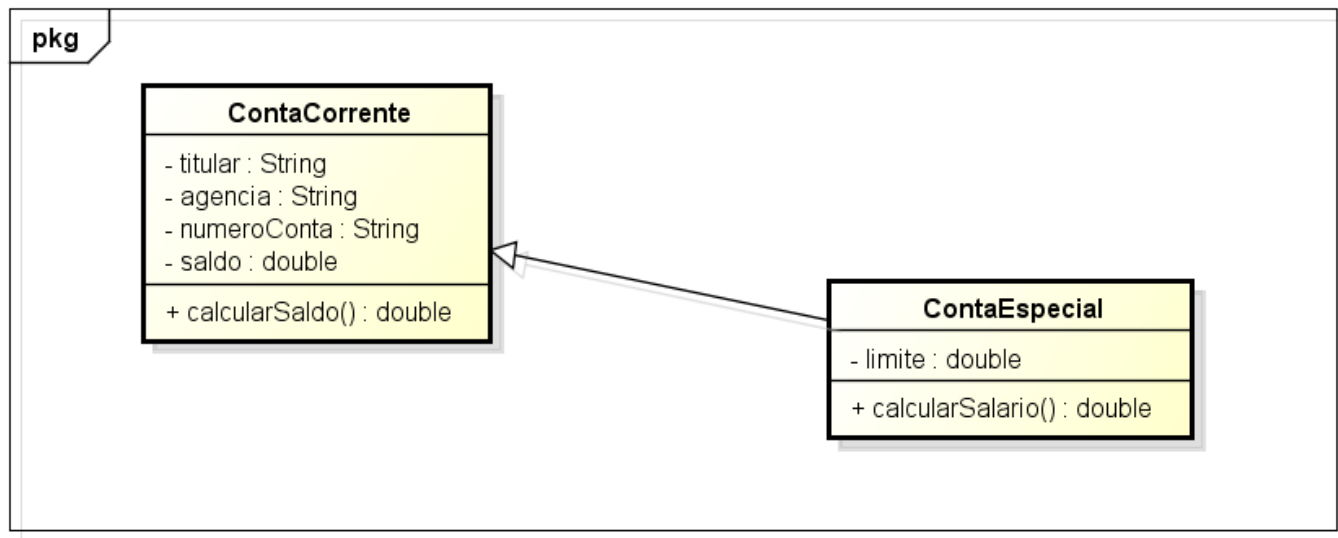 pkg
ContaCorrente
- titular : String
- agencia : String
- numeroConta : String
- saldo : double
+ calcularSaldo() : double
ContaEspecial
- limite : double
+ calcularSalario() : double